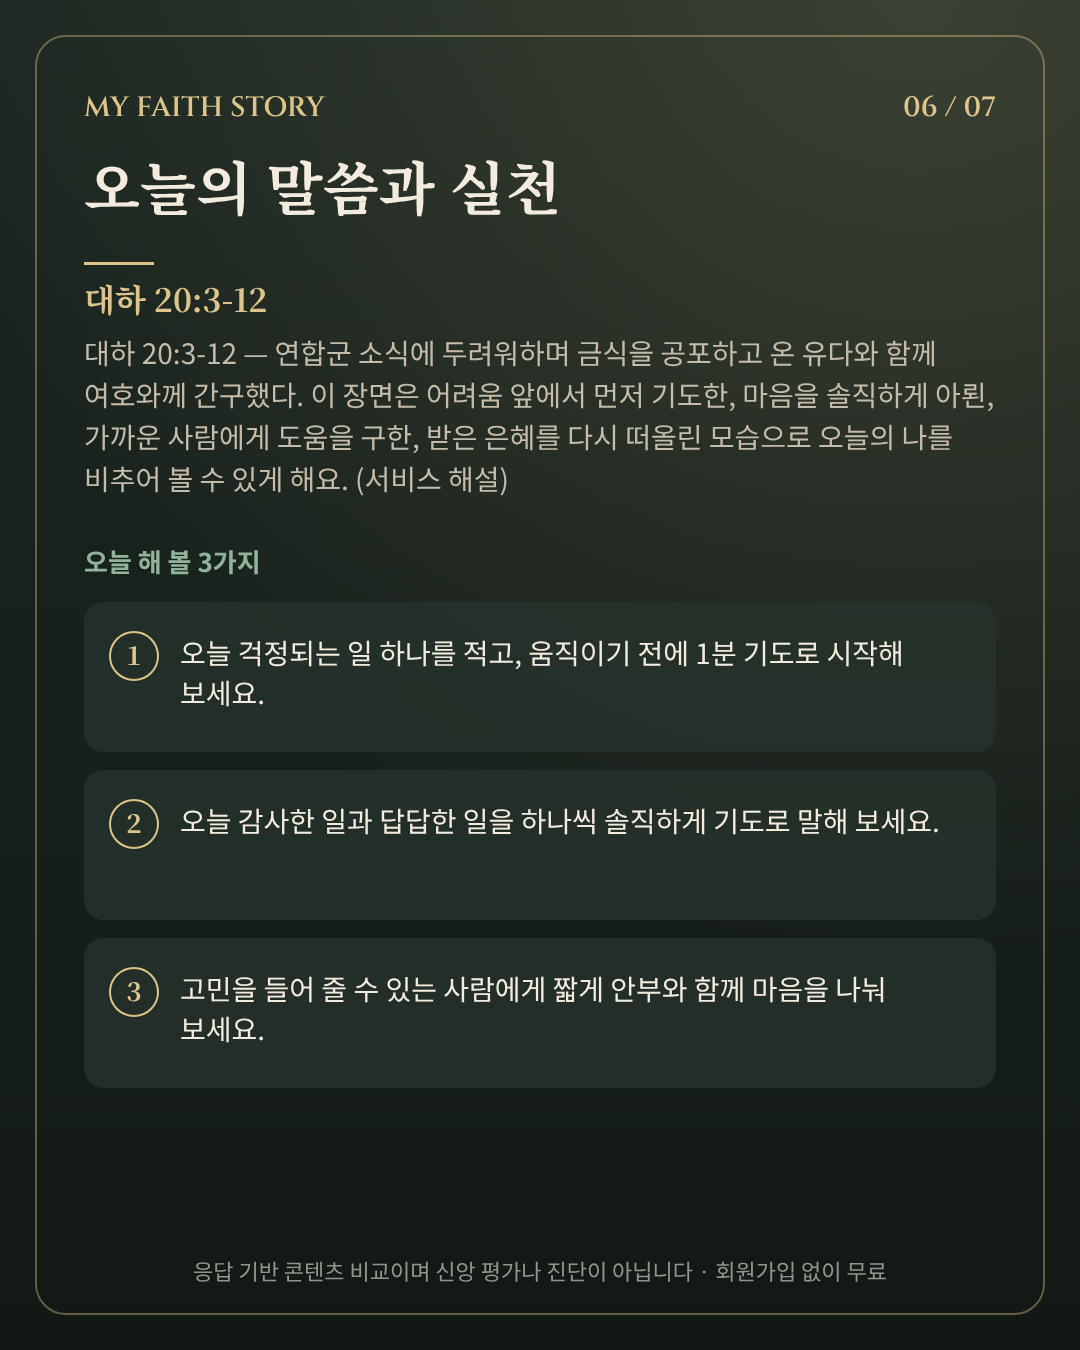 MY FAITH STORY
06 / 07
오늘의 말씀과 실천
대하 20:3-12
대하 20:3-12 — 연합군 소식에 두려워하며 금식을 공포하고 온 유다와 함께
여호와께 간구했다. 이 장면은 어려움 앞에서 먼저 기도한, 마음을 솔직하게 아뢴,
가까운 사람에게 도움을 구한, 받은 은혜를 다시 떠올린 모습으로 오늘의 나를
비추어 볼 수 있게 해요. (서비스 해설)
오늘 해 볼 3가지
1
오늘 걱정되는 일 하나를 적고, 움직이기 전에 1분 기도로 시작해
보세요.
2
오늘 감사한 일과 답답한 일을 하나씩 솔직하게 기도로 말해 보세요.
3
고민을 들어 줄 수 있는 사람에게 짧게 안부와 함께 마음을 나눠
보세요.
응답 기반 콘텐츠 비교이며 신앙 평가나 진단이 아닙니다 · 회원가입 없이 무료